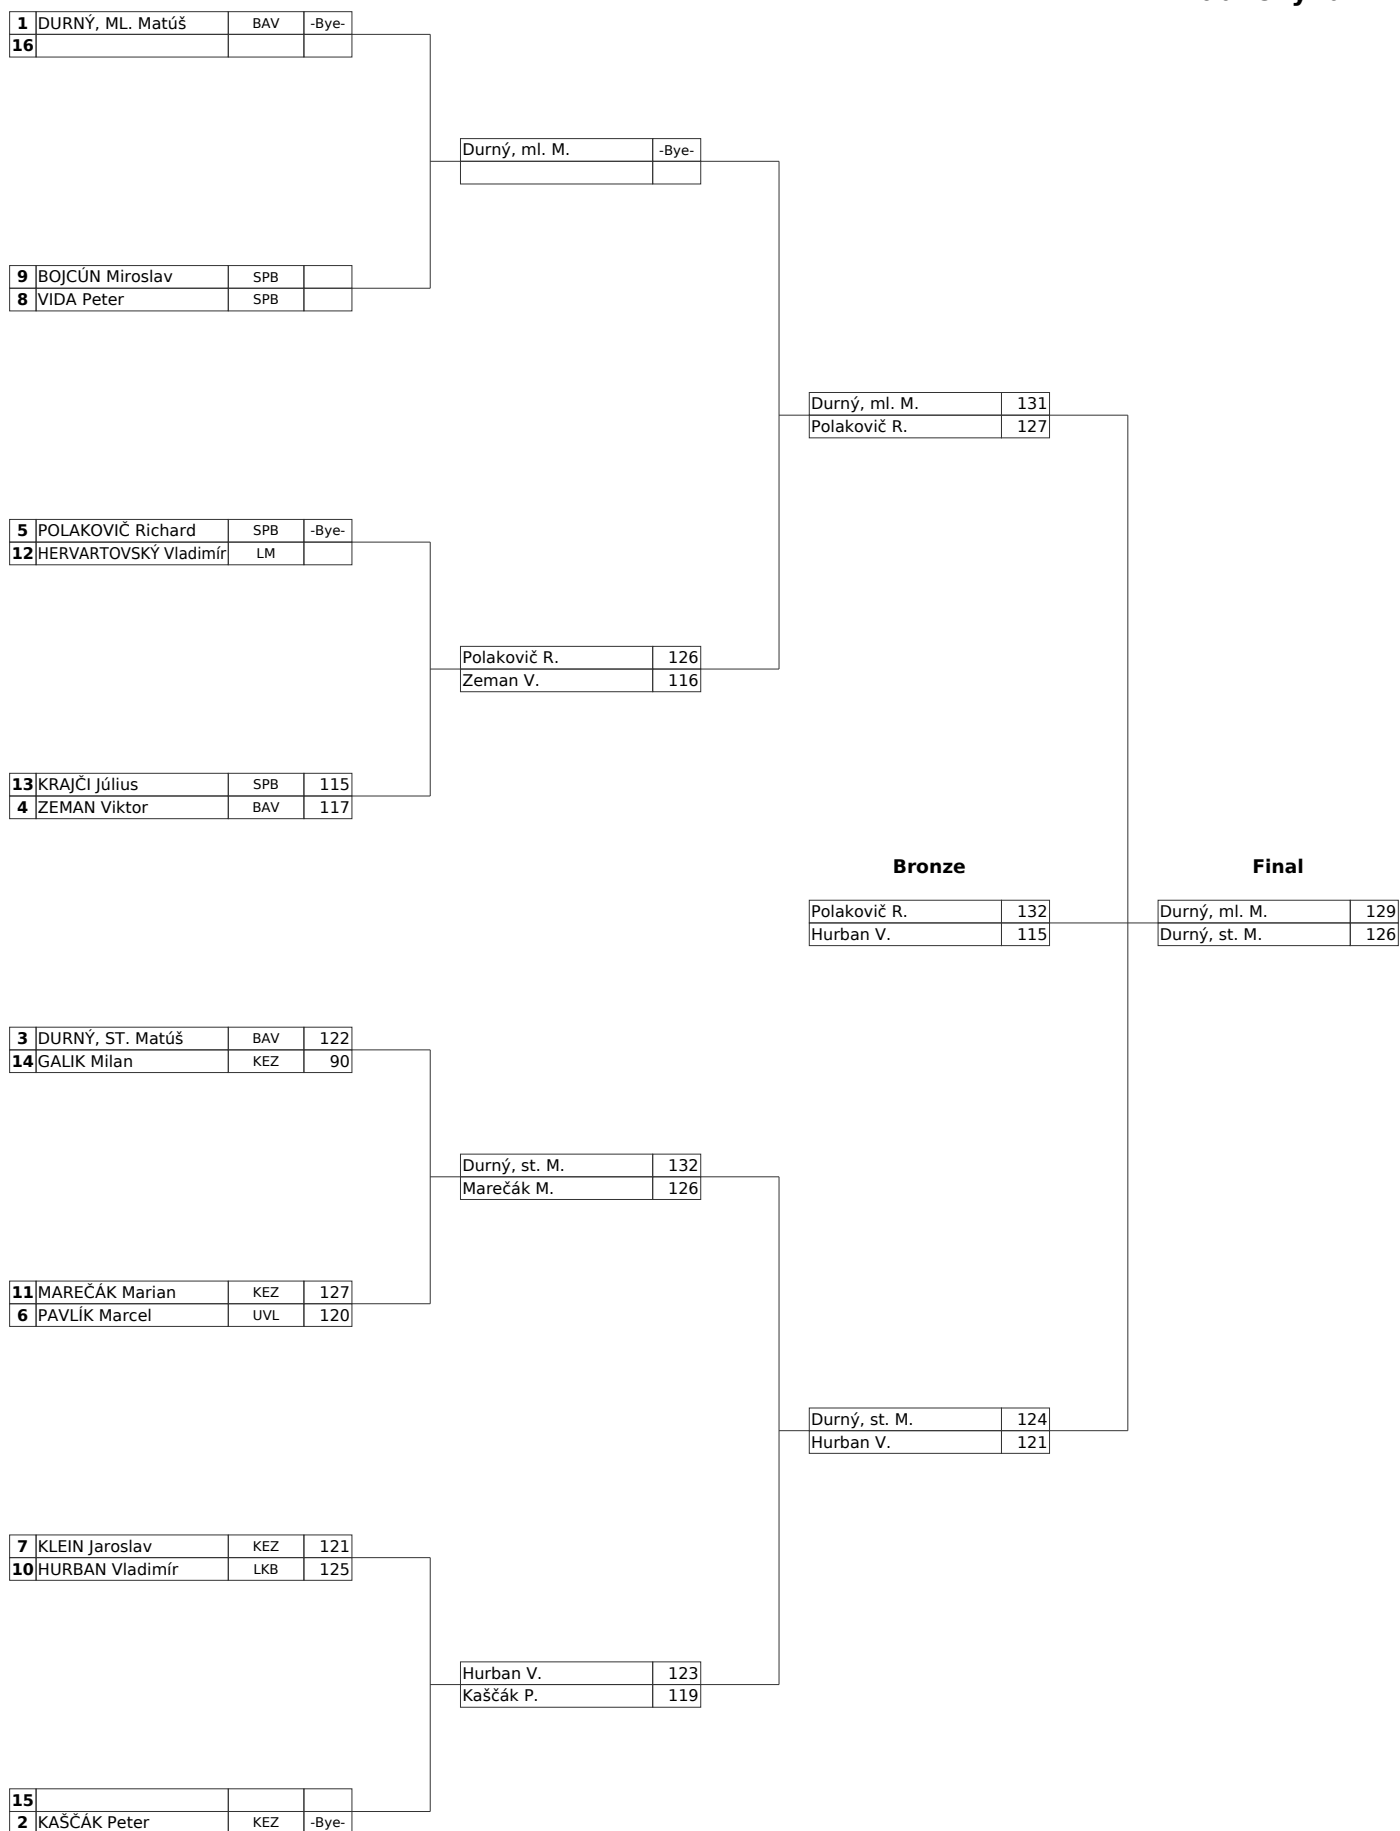 1 DURNÝ, ML. Matúš BAV -Bye-
16
Durný, ml. M. -Bye-
9 BOJCÚN Miroslav SPB
8 VIDA Peter SPB
Durný, ml. M. 131
Polakovič R. 127
5 POLAKOVIČ Richard SPB -Bye-
12 HERVARTOVSKÝ Vladimír LM
Polakovič R. 126
Zeman V. 116
13 KRAJČI Július SPB 115
4 ZEMAN Viktor BAV 117
Bronze Final
Polakovič R. 132 Durný, ml. M. 129
Hurban V. 115 Durný, st. M. 126
3 DURNÝ, ST. Matúš BAV 122
14 GALIK Milan KEZ 90
Durný, st. M. 132
Marečák M. 126
11 MAREČÁK Marian KEZ 127
6 PAVLÍK Marcel UVL 120
Durný, st. M. 124
Hurban V. 121
7 KLEIN Jaroslav KEZ 121
10 HURBAN Vladimír LKB 125
Hurban V. 123
Kaščák P. 119
15
2 KAŠČÁK Peter KEZ -Bye-